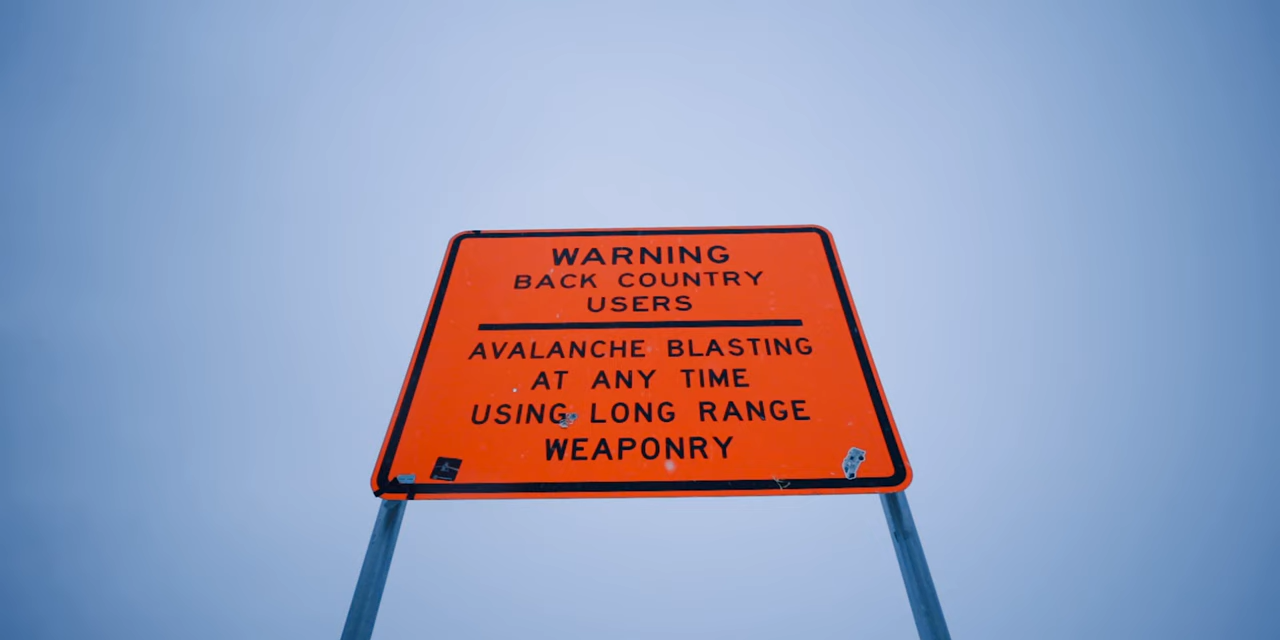 WARNING
BACK COUNTRY
USERS
AVALANCHE BLASTING
AT ANY TIME
USING LONG RANGE
WEAPONRY